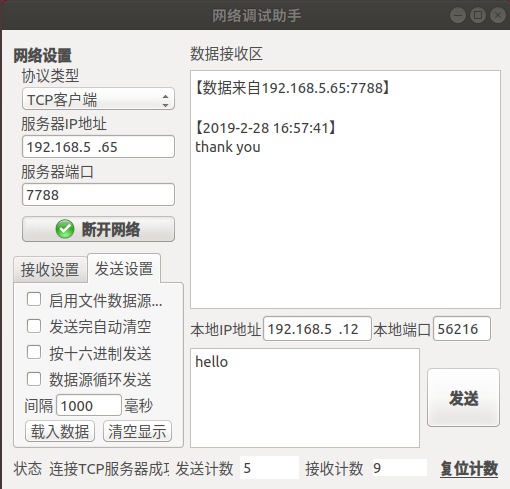 网络调试助手
网络设置
协议类型
TCP客户端
服务器IP地址
192.168.5 .65
服务器端口
7788
断开网络
接收设置 发送设置
启用文件数据源...
发送完自动清空
按十六进制发送
数据源循环发送
间隔 1000 毫秒
载入数据 清空显示
数据接收区
【数据来自192.168.5.65:7788】
【2019-2-28 16:57:41】
thank you
本地IP地址 192.168.5 .12 本地端口 56216
hello
发送
状态 连接TCP服务器成功 发送计数 5 接收计数 9 复位计数